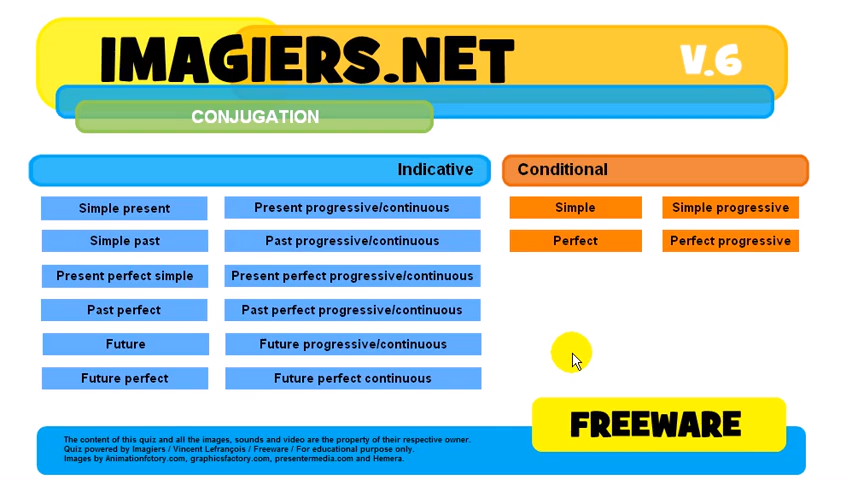 IMAGIERS.NET
V.6
CONJUGATION
Indicative
Conditional
Simple present
Present progressive/continuous
Simple
Simple progressive
Simple past
Past progressive/continuous
Perfect
Perfect progressive
Present perfect simple
Present perfect progressive/continuous
Past perfect
Past perfect progressive/continuous
Future
Future progressive/continuous
Future perfect
Future perfect continuous
FREEWARE
The content of this quiz and all the images, sounds and video are the property of their respective owner.
Quiz powered by Imagiers / Vincent Lefrançois / Freeware / For educational purpose only.
Images by Animationfctory.com, graphicsfactory.com, presentermedia.com and Hemera.